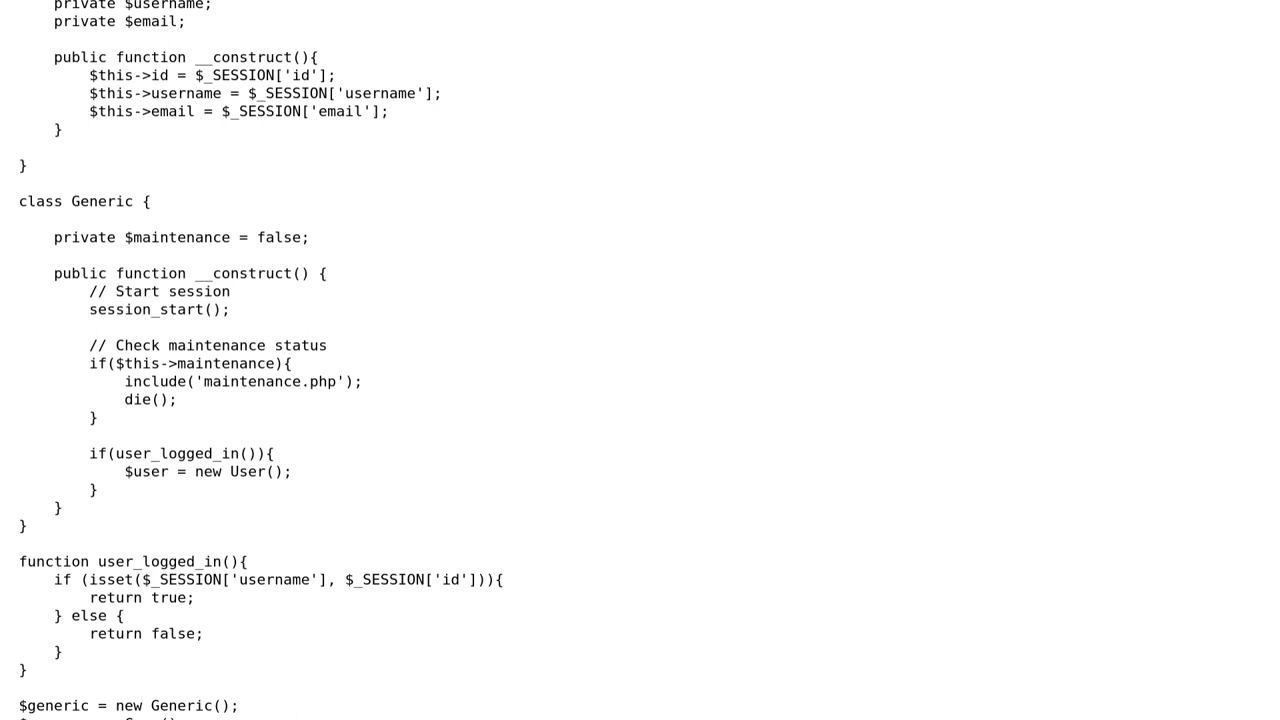 private $username;
    private $email;

    public function __construct(){
        $this->id = $_SESSION['id'];
        $this->username = $_SESSION['username'];
        $this->email = $_SESSION['email'];
    }

}

class Generic {

    private $maintenance = false;

    public function __construct() {
        // Start session
        session_start();

        // Check maintenance status
        if($this->maintenance){
            include('maintenance.php');
            die();
        }

        if(user_logged_in()){
            $user = new User();
        }
    }
}

function user_logged_in(){
    if (isset($_SESSION['username'], $_SESSION['id'])){
        return true;
    } else {
        return false;
    }
}

$generic = new Generic();